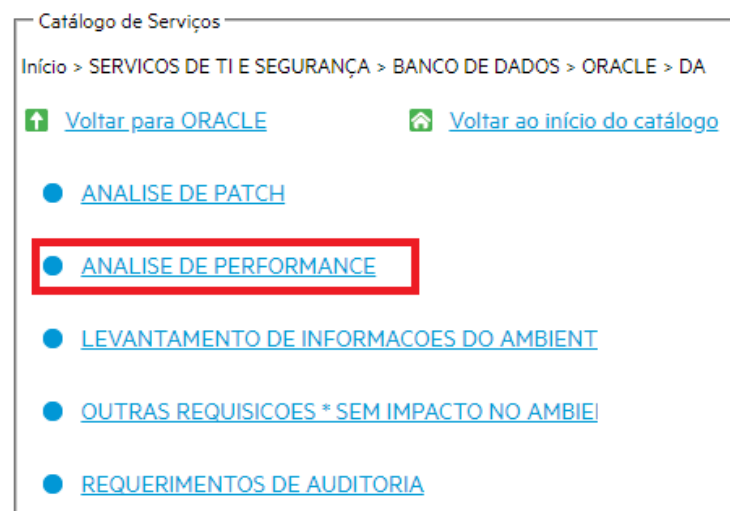 Catálogo de Serviços
Início > SERVICOS DE TI E SEGURANÇA > BANCO DE DADOS > ORACLE > DA
Voltar para ORACLE Voltar ao início do catálogo
ANALISE DE PATCH
ANALISE DE PERFORMANCE
LEVANTAMENTO DE INFORMACOES DO AMBIENT
OUTRAS REQUISICOES * SEM IMPACTO NO AMBIE
REQUERIMENTOS DE AUDITORIA